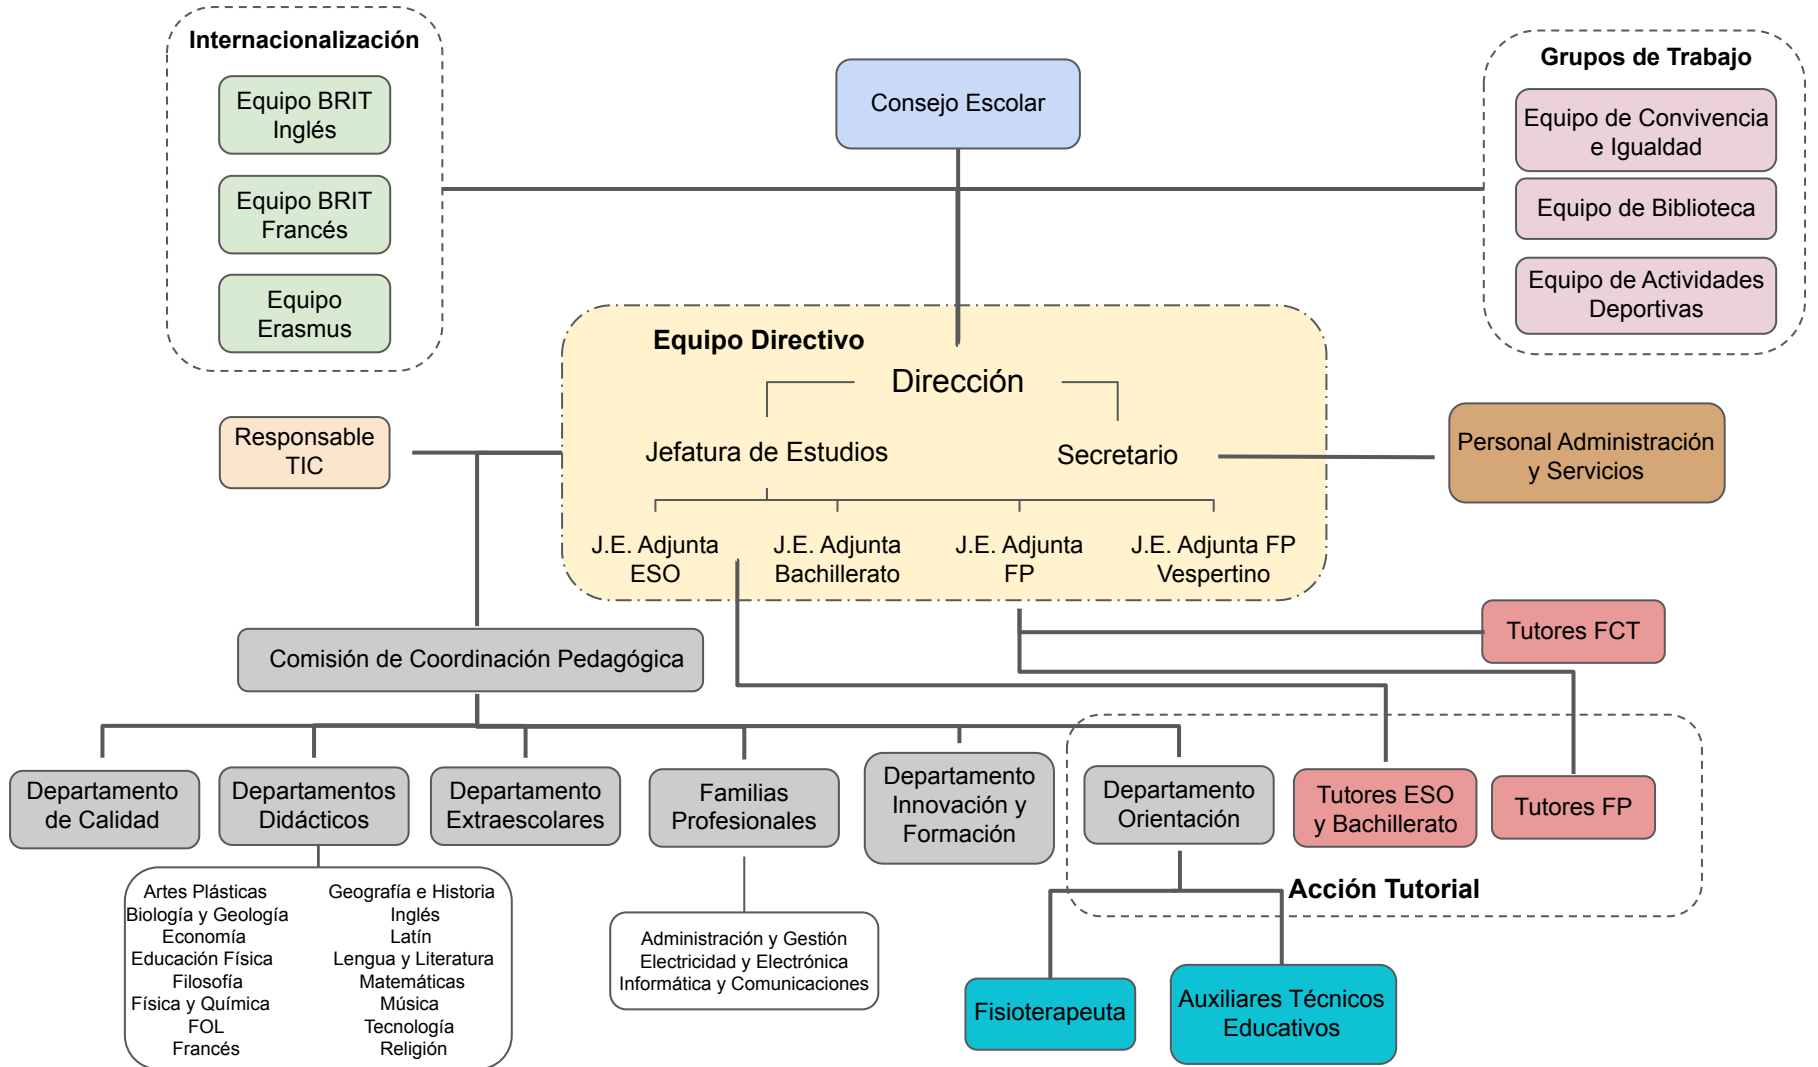 Internacionalización
Equipo BRIT
Inglés
Equipo BRIT
Francés
Equipo
Erasmus
Consejo Escolar
Grupos de Trabajo
Equipo de Convivencia
e Igualdad
Equipo de Biblioteca
Equipo de Actividades
Deportivas
Equipo Directivo
Dirección
Jefatura de Estudios
Secretario
J.E. Adjunta
ESO
J.E. Adjunta
Bachillerato
J.E. Adjunta
FP
J.E. Adjunta FP
Vespertino
Responsable
TIC
Personal Administración
y Servicios
Tutores FCT
Comisión de Coordinación Pedagógica
Departamento
de Calidad
Departamentos
Didácticos
Departamento
Extraescolares
Familias
Profesionales
Departamento
Innovación y
Formación
Departamento
Orientación
Tutores ESO
y Bachillerato
Tutores FP
Acción Tutorial
Artes Plásticas
Biología y Geología
Economía
Educación Física
Filosofía
Física y Química
FOL
Francés
Geografía e Historia
Inglés
Latín
Lengua y Literatura
Matemáticas
Música
Tecnología
Religión
Administración y Gestión
Electricidad y Electrónica
Informática y Comunicaciones
Fisioterapeuta
Auxiliares Técnicos
Educativos